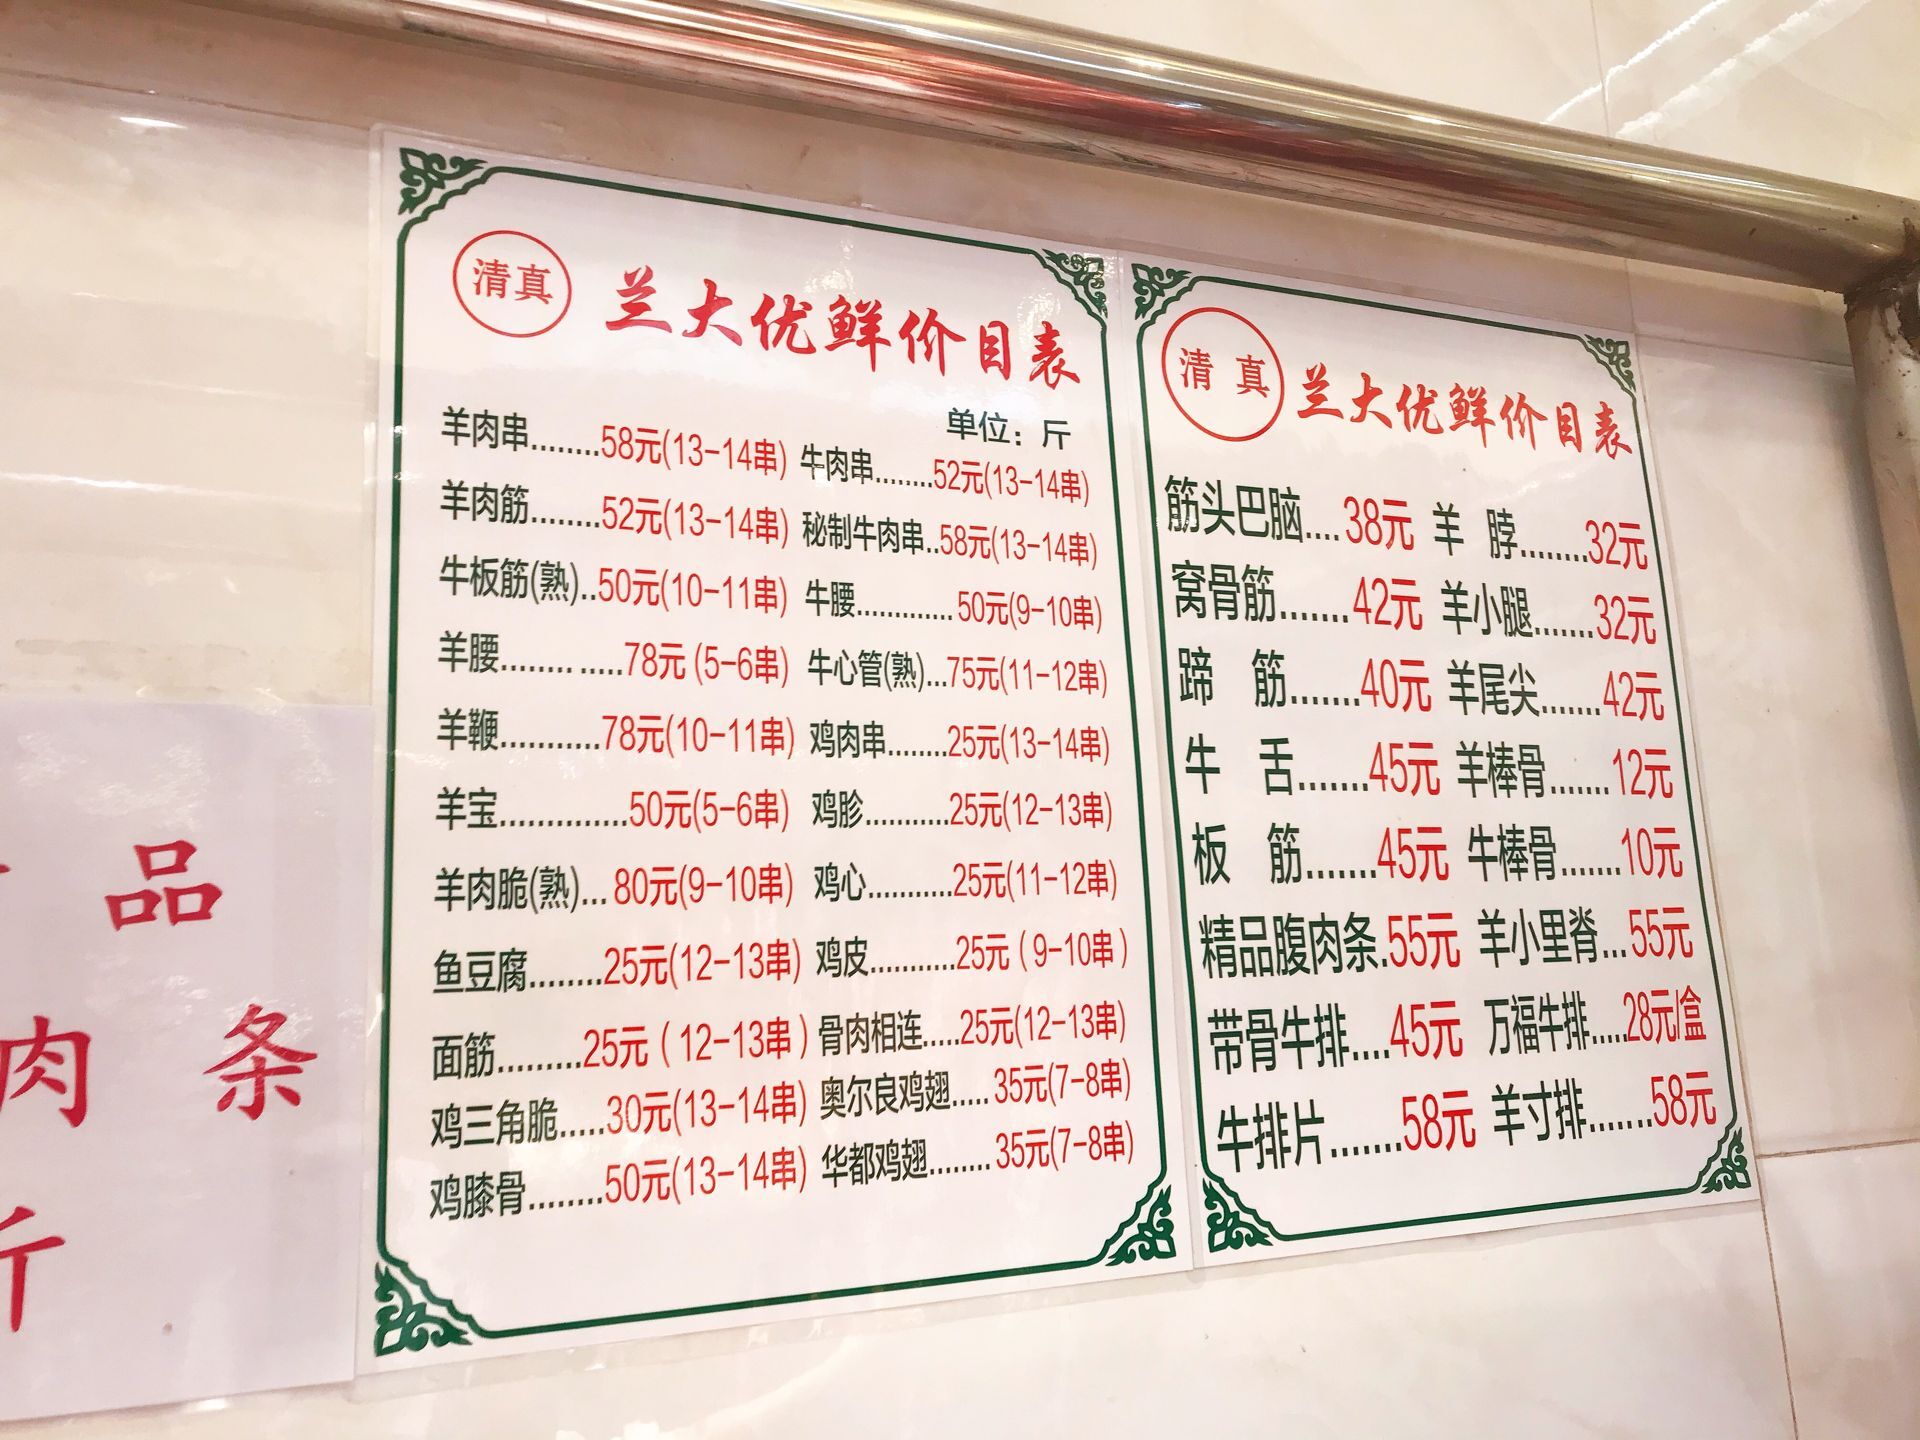 清真
兰大优鲜价目表
单位：斤
羊肉串........58元(13-14串)
羊肉筋........52元(13-14串)
牛板筋(熟)..50元(10-11串)
羊腰.............78元 (5-6串)
羊鞭...........78元(10-11串)
羊宝.............50元(5-6串)
羊肉脆(熟)...80元(9-10串)
鱼豆腐........25元(12-13串)
面筋.........25元 ( 12-13串 )
鸡三角脆.....30元(13-14串)
鸡膝骨........50元(13-14串)
牛肉串........52元(13-14串)
秘制牛肉串..58元(13-14串)
牛腰............50元(9-10串)
牛心管(熟)...75元(11-12串)
鸡肉串........25元(13-14串)
鸡胗...........25元(12-13串)
鸡心...........25元(11-12串)
鸡皮...........25元 ( 9-10串 )
骨肉相连.....25元(12-13串)
奥尔良鸡翅.....35元(7-8串)
华都鸡翅........35元(7-8串)
清 真
兰大优鲜价目表
筋头巴脑....38元
窝骨筋.......42元
蹄 筋.......40元
牛 舌.......45元
板 筋.......45元
精品腹肉条.55元
带骨牛排....45元
牛排片.......58元
羊 脖........32元
羊小腿.......32元
羊尾尖.......42元
羊棒骨.......12元
牛棒骨.......10元
羊小里脊...55元
万福牛排.....28元/盒
羊寸排.......58元
品
肉 条
斤